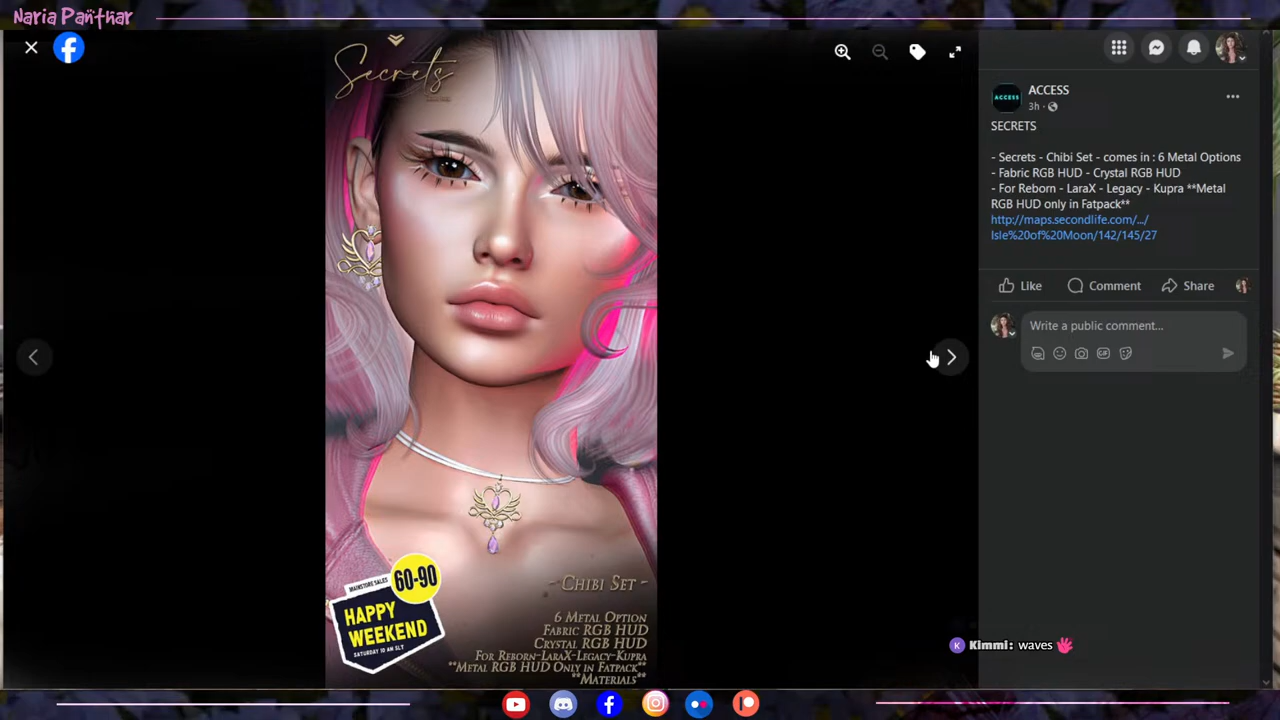 Naria Panthar
Secrets
ACCESS
ACCESS
3h ·
SECRETS
- Secrets - Chibi Set - comes in : 6 Metal Options
- Fabric RGB HUD - Crystal RGB HUD
- For Reborn - LaraX - Legacy - Kupra **Metal
RGB HUD only in Fatpack**
http://maps.secondlife.com/.../
Isle%20of%20Moon/142/145/27
Like
Comment
Share
Write a public comment...
GIF
MAINSTORE SALES
60-90
HAPPY
WEEKEND
SATURDAY 10 AM SLT
- CHIBI SET -
6 METAL OPTION
FABRIC RGB HUD
CRYSTAL RGB HUD
FOR REBORN-LARAX-LEGACY-KUPRA
**METAL RGB HUD ONLY IN FATPACK**
**MATERIALS**
K Kimmi: waves